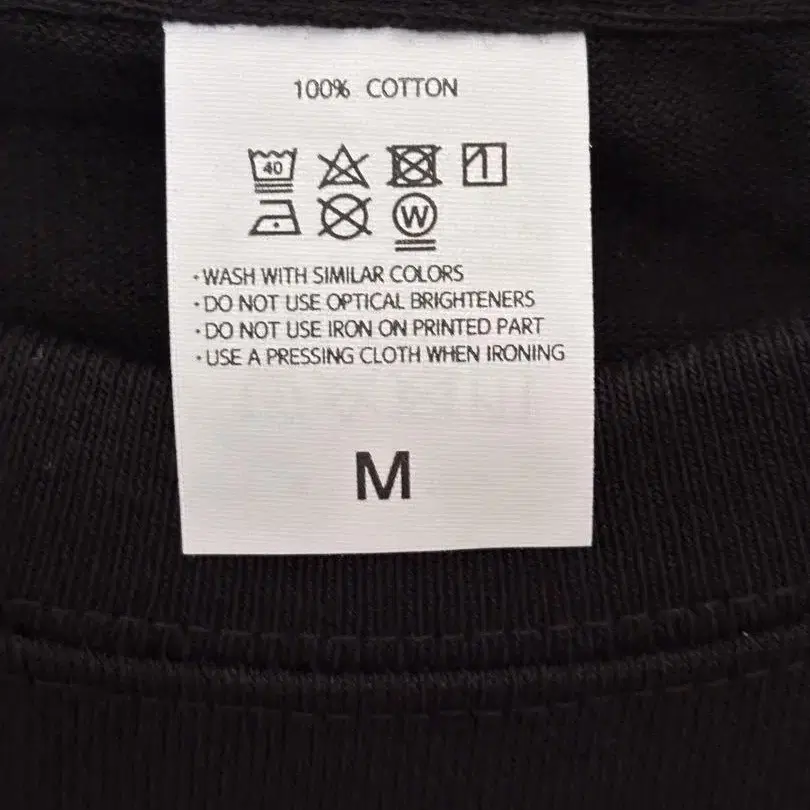 100% COTTON
40
W
·WASH WITH SIMILAR COLORS
·DO NOT USE OPTICAL BRIGHTENERS
·DO NOT USE IRON ON PRINTED PART
·USE A PRESSING CLOTH WHEN IRONING
M